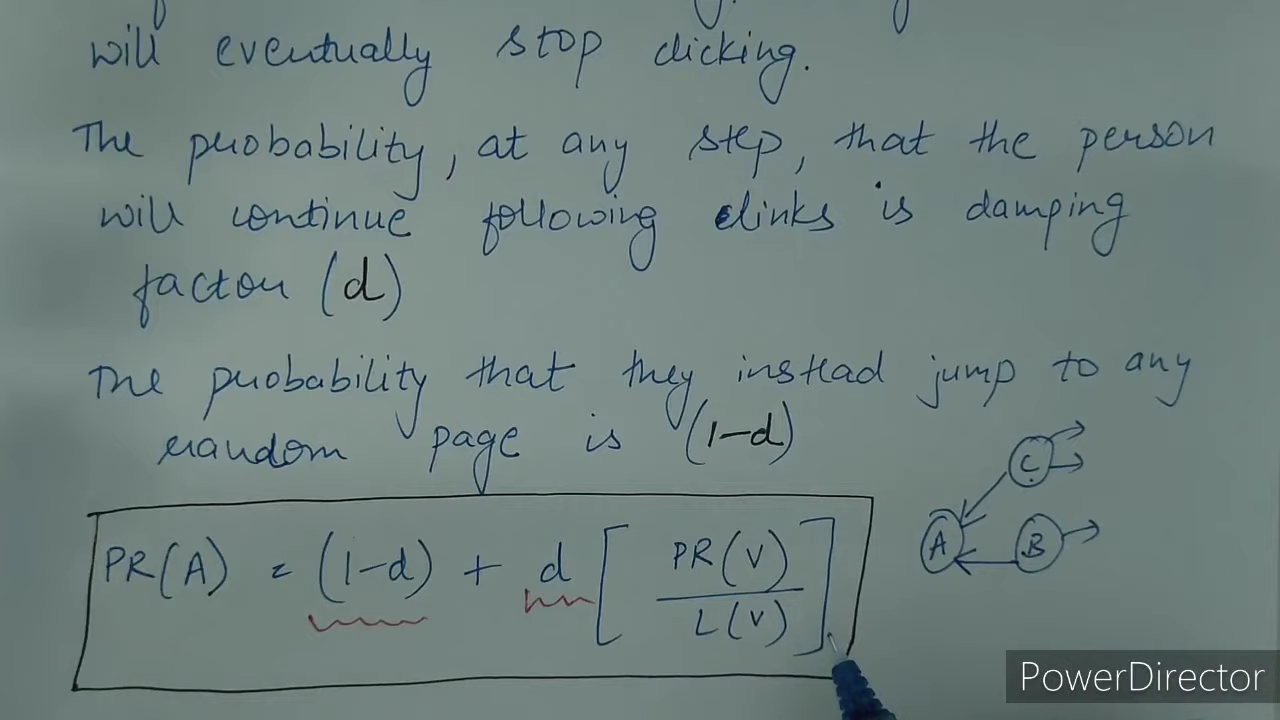 will eventually stop clicking.
The probability, at any step, that the person
will continue following links is damping
factor (d)
The probability that they instead jump to any
random page is (1-d)
C
PR(A) = (1-d) + d [ PR(V) / L(V) ]
A B
PowerDirector